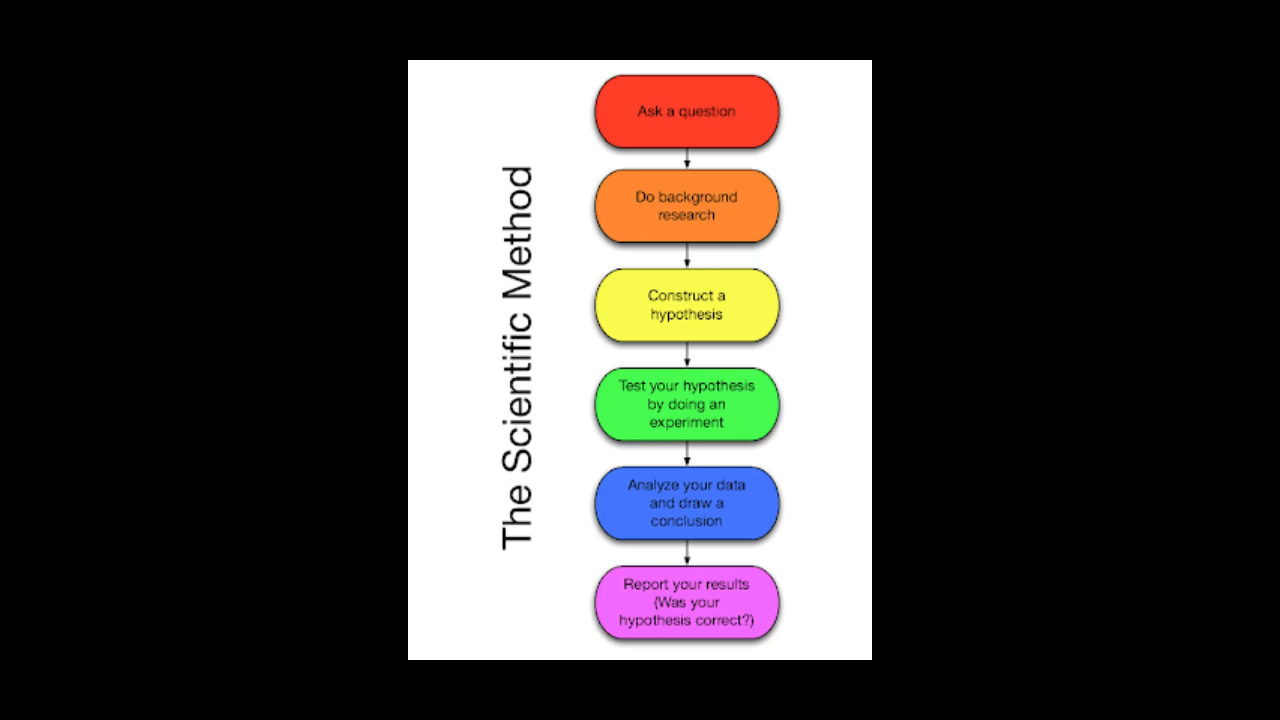 The Scientific Method
Ask a question
Do background
research
Construct a
hypothesis
Test your hypothesis
by doing an
experiment
Analyze your data
and draw a
conclusion
Report your results
(Was your
hypothesis correct?)